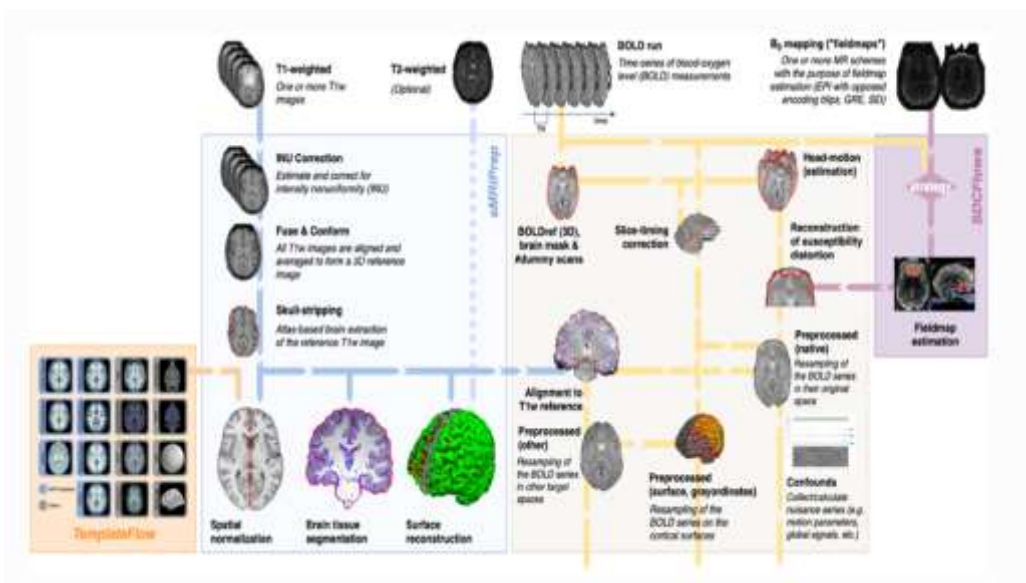 T1-weighted
One or more T1w
images
T2-weighted
(Optional)
BOLD run
Time-series of blood-oxygen
level (BOLD) measurements
time
B0 mapping ("fieldmaps")
One or more MR schemes
with the purpose of fieldmap
estimation (EPI with opposed
encoding blips, GRE, SEI)
INU Correction
Estimate and correct for
intensity nonuniformity (INU)
Fuse & Conform
All T1w images are aligned and
averaged to form a 3D reference
image
Skull-stripping
Atlas-based brain extraction
of the reference T1w image
sMRIPrep
Spatial
normalization
Brain tissue
segmentation
Surface
reconstruction
TemplateFlow
BOLDref (3D),
brain mask &
#dummy scans
Slice-timing
correction
Head-motion
(estimation)
Reconstruction
of susceptibility
distortion
SDCFlows
Fieldmap
estimation
Alignment to
T1w reference
Preprocessed
(native)
Resampling of
the BOLD series
in their original
space
Preprocessed
(other)
Resampling of
the BOLD series
in other target
spaces
Preprocessed
(surface, grayordinates)
Resampling of the
BOLD series on the
cortical surfaces
Confounds
Collect/calculate
nuisance series (e.g.
motion parameters,
global signals, etc.)